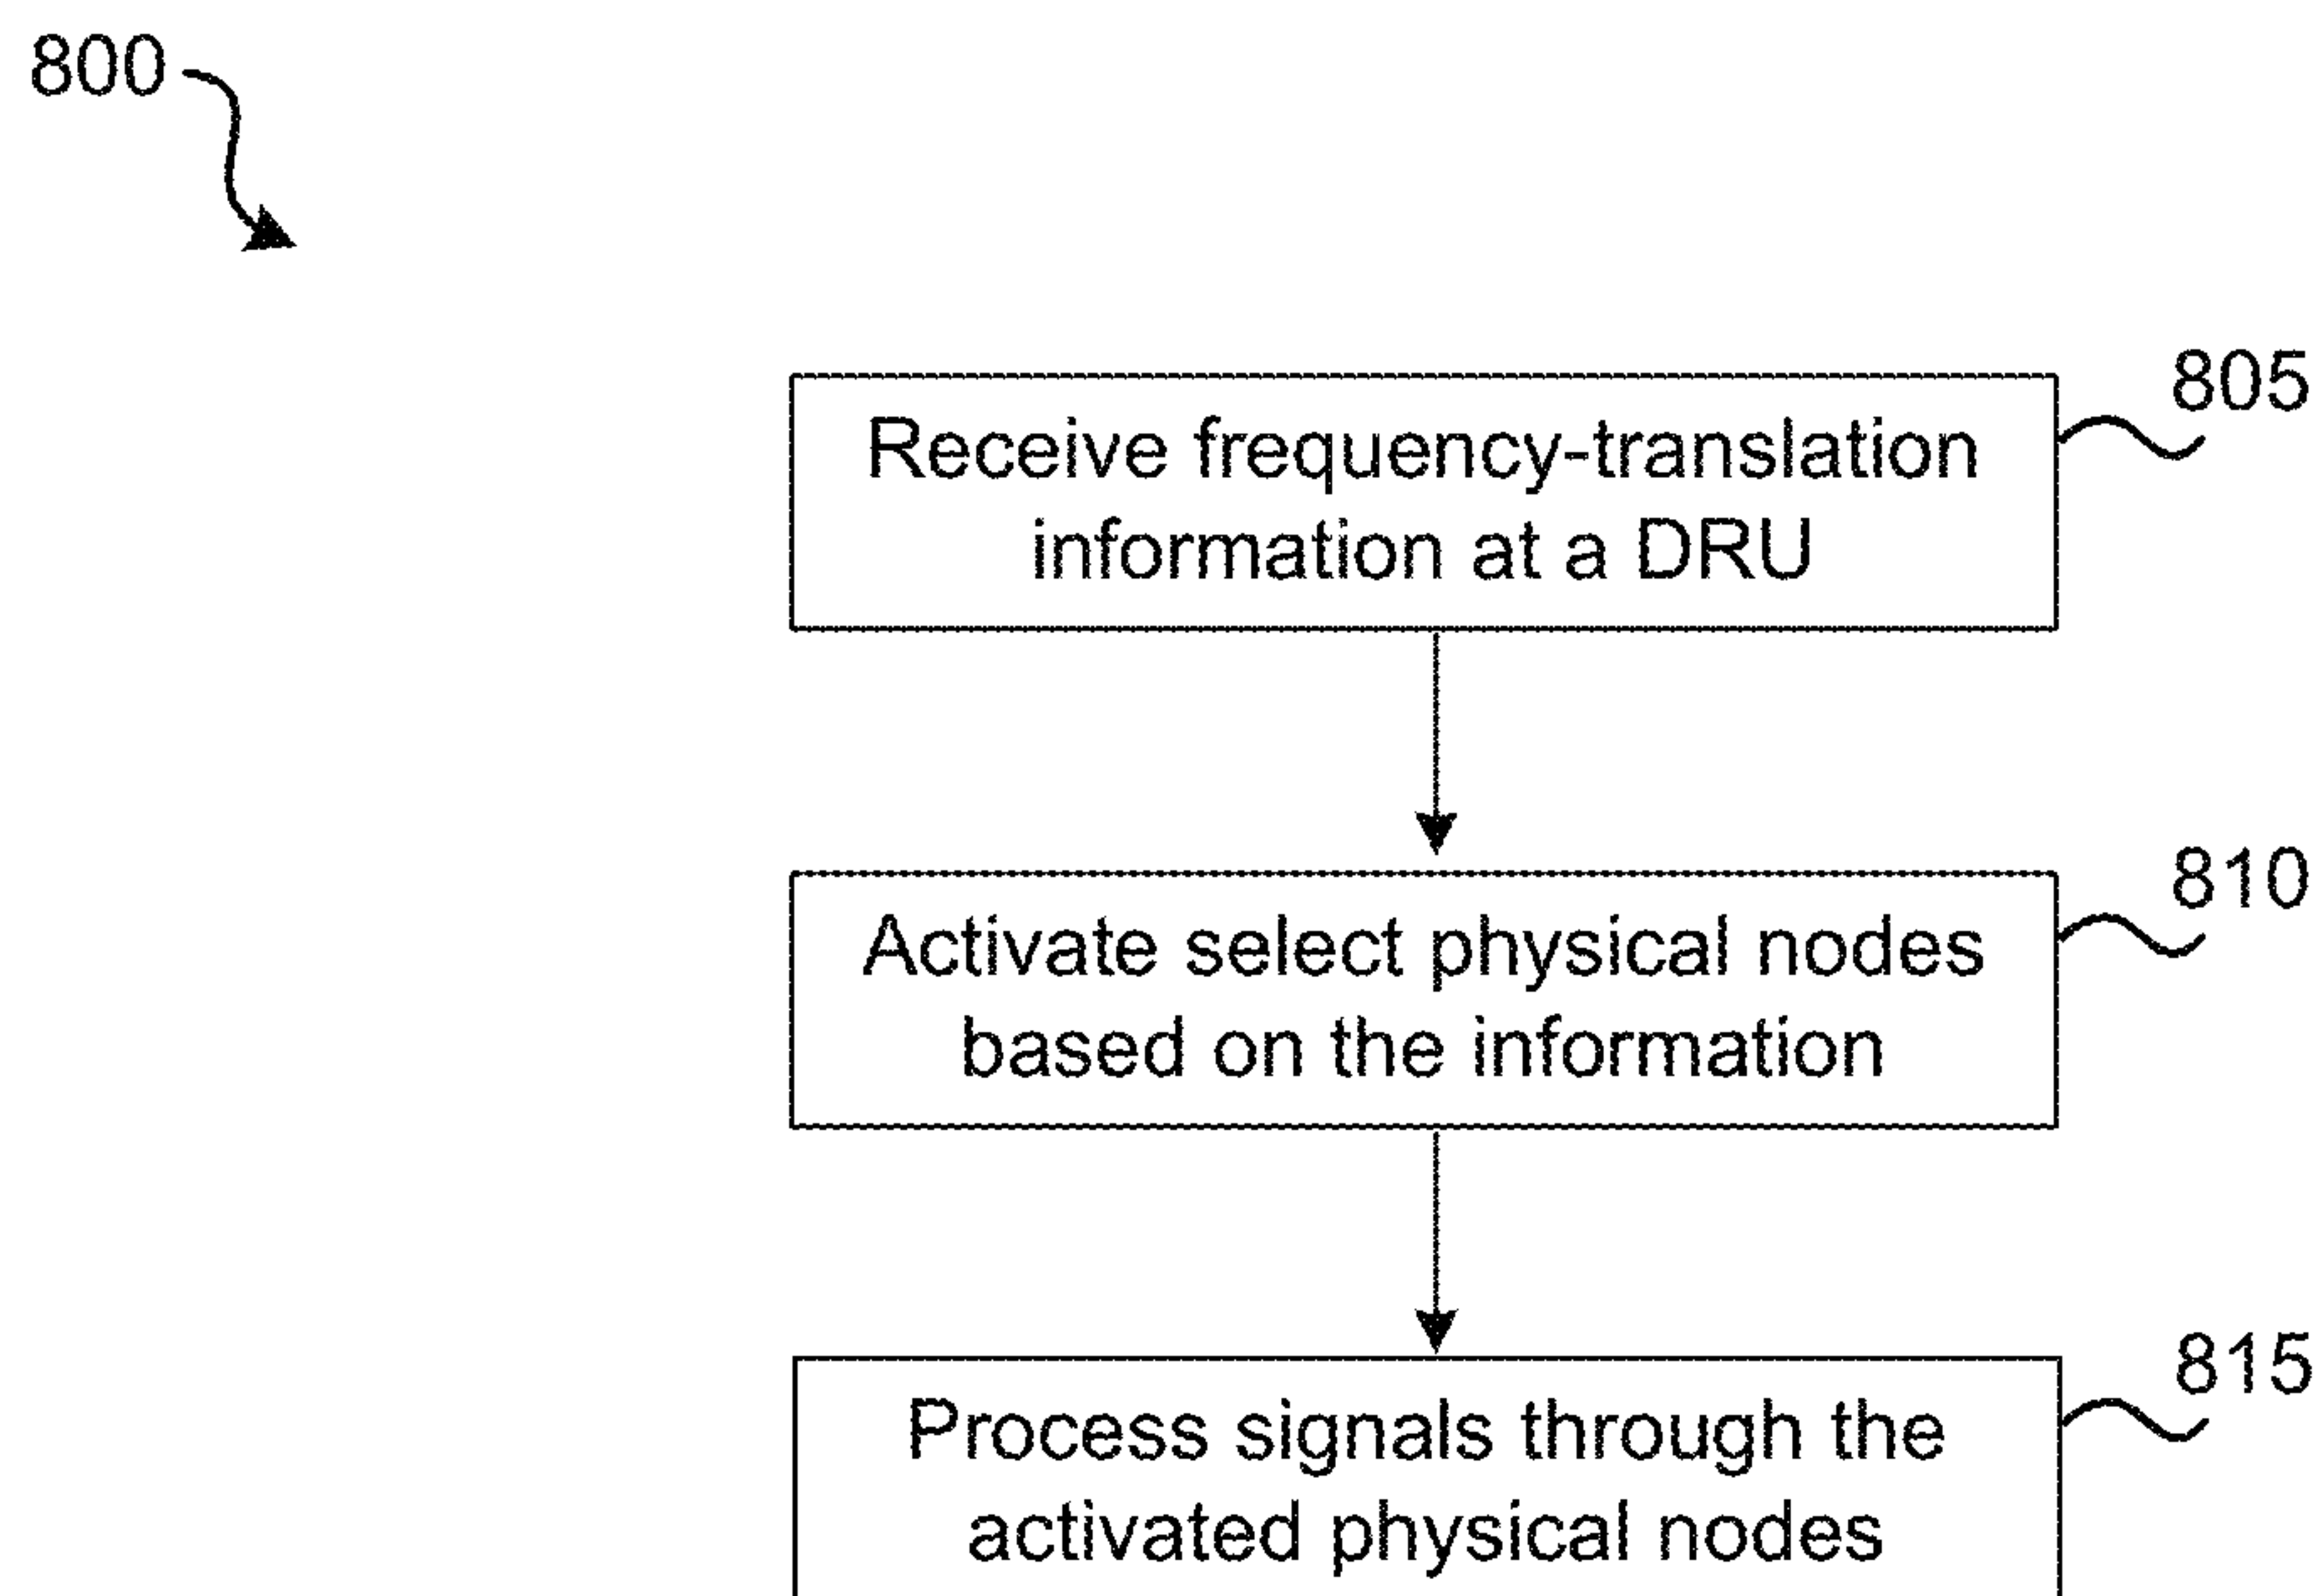 800
805
Receive frequency-translation
information at a DRU
810
Activate select physical nodes
based on the information
815
Process signals through the
activated physical nodes